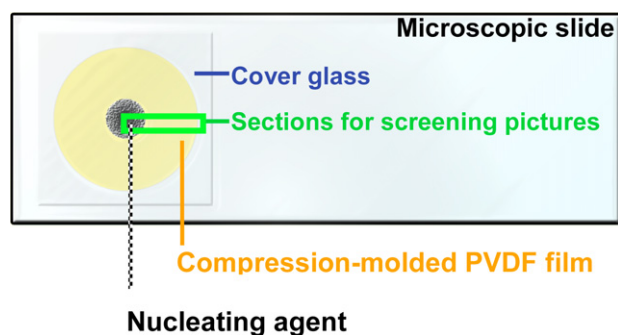 Microscopic slide
Cover glass
Sections for screening pictures
Compression-molded PVDF film
Nucleating agent